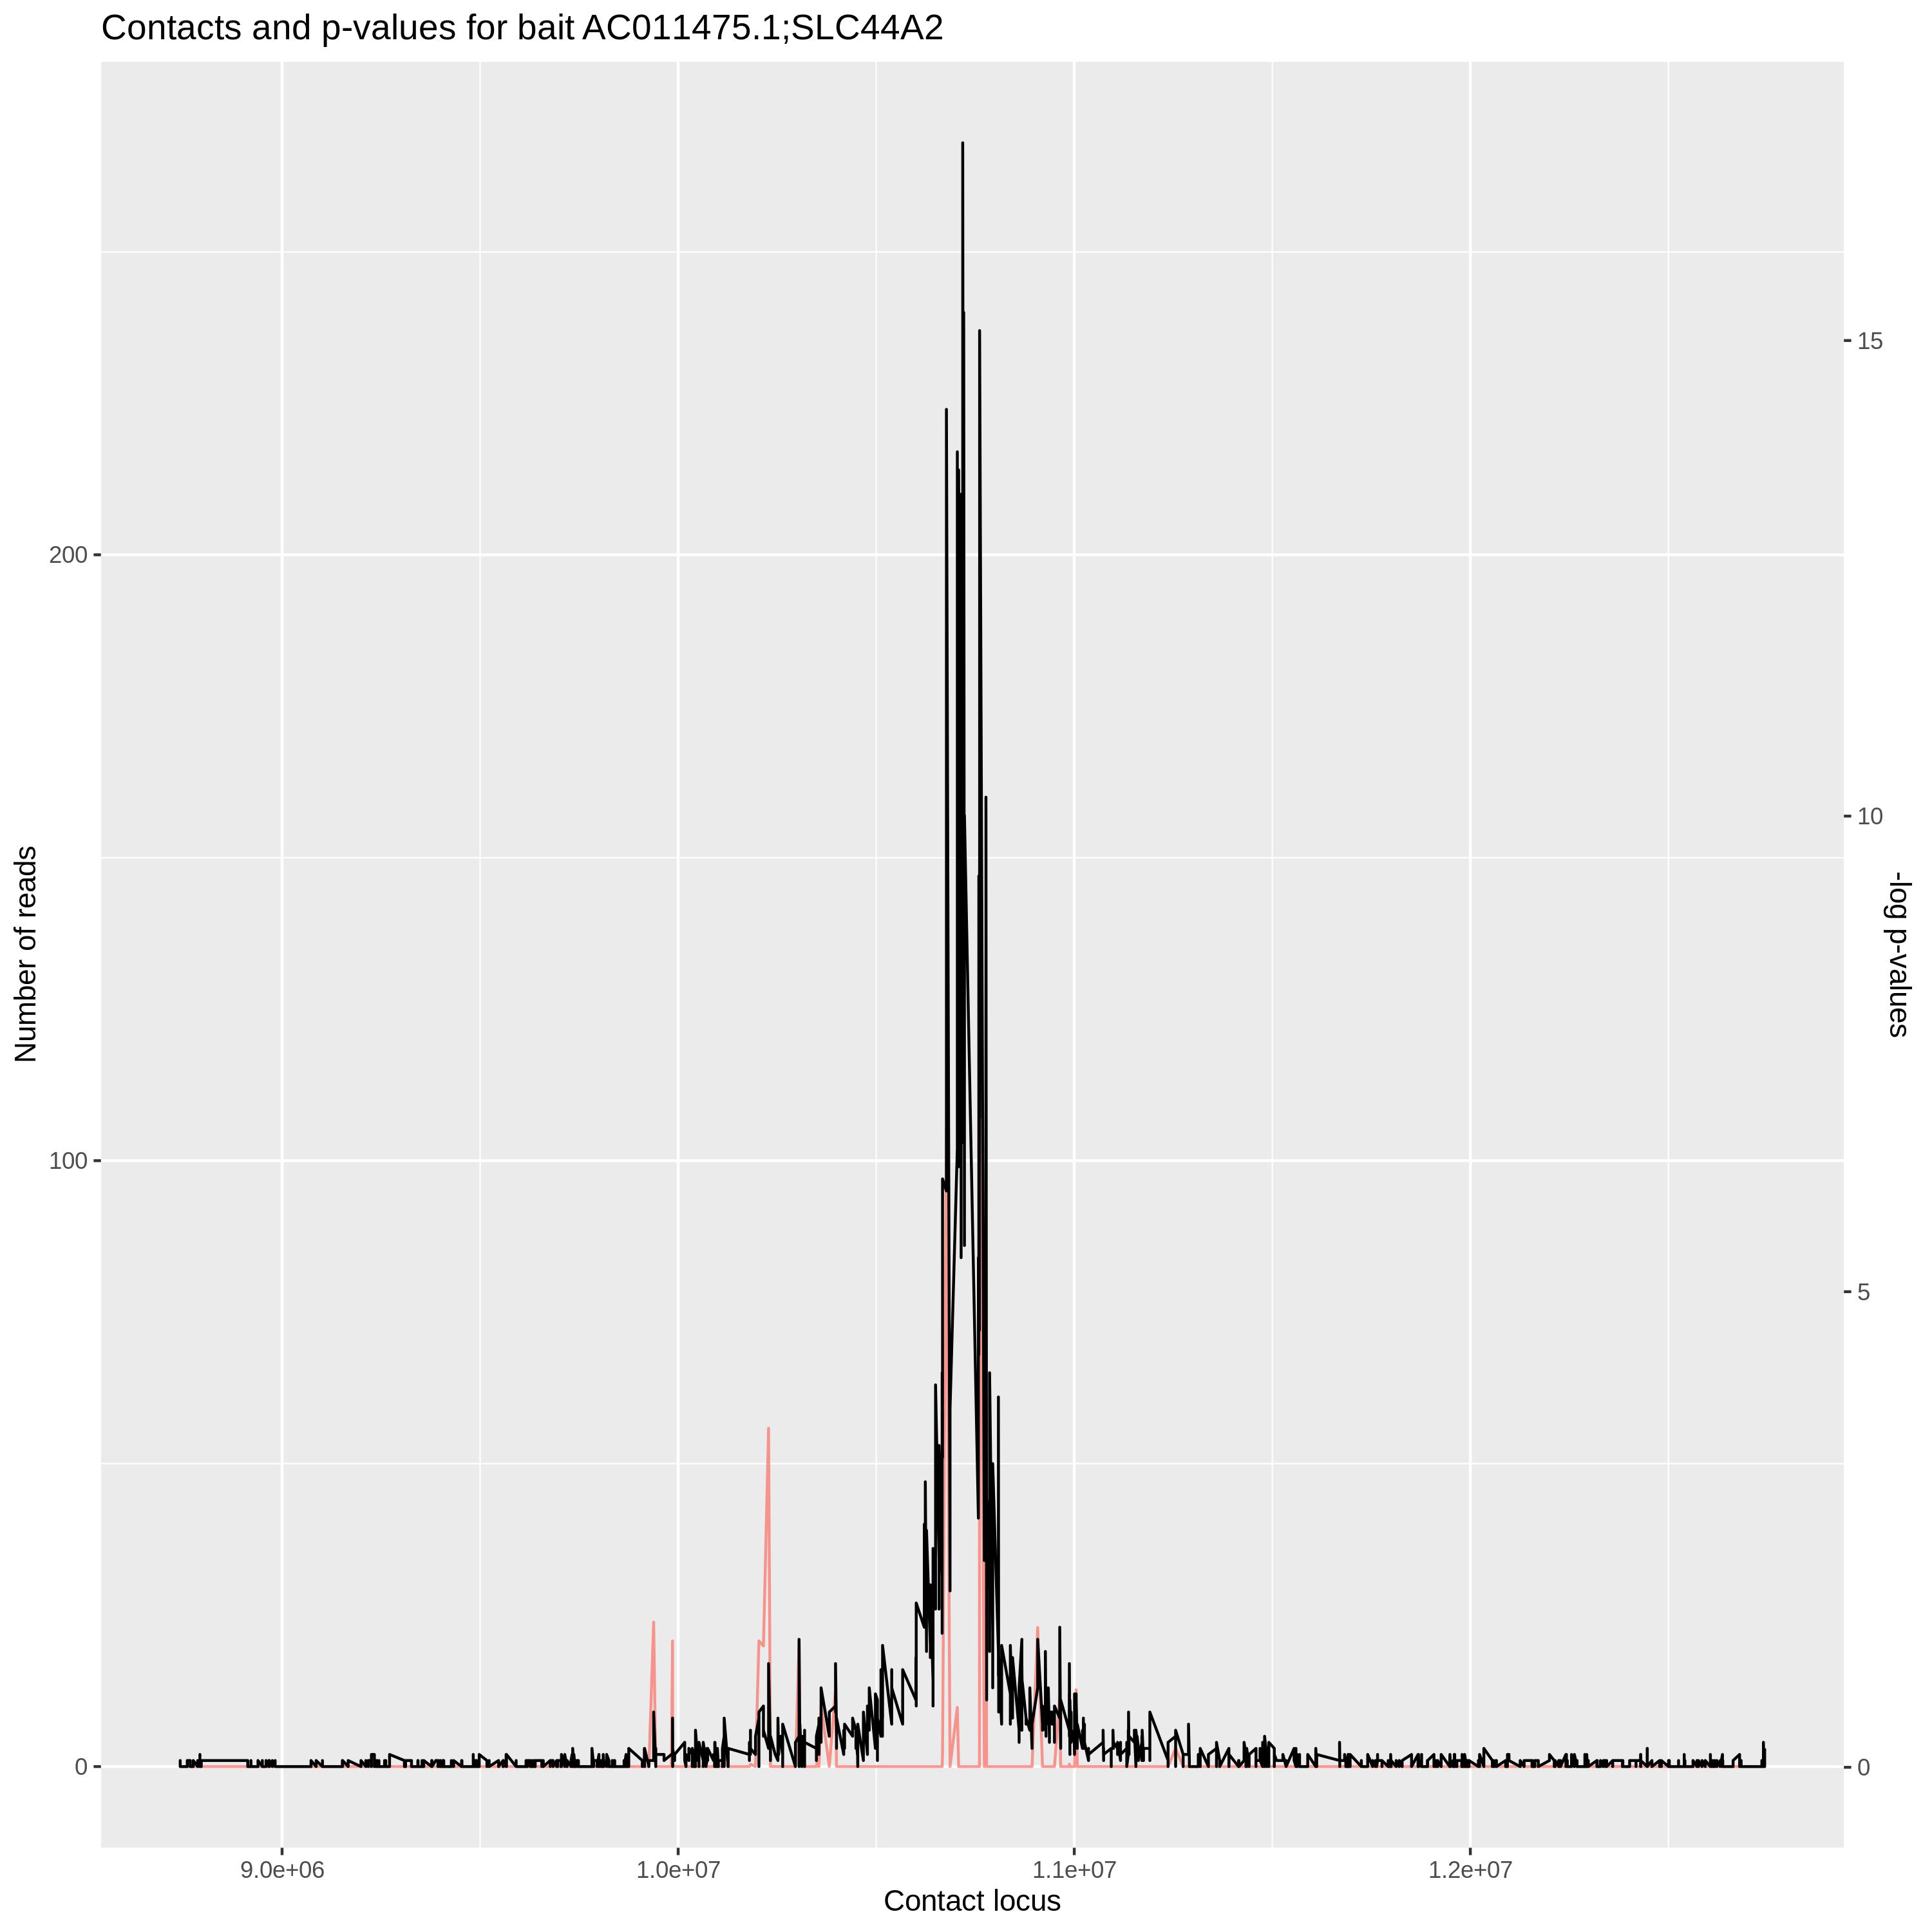 Contacts and p-values for bait AC011475.1;SLC44A2
Number of reads
200
100
0
15
10
5
0
-log p-values
9.0e+06
1.0e+07
1.1e+07
1.2e+07
Contact locus